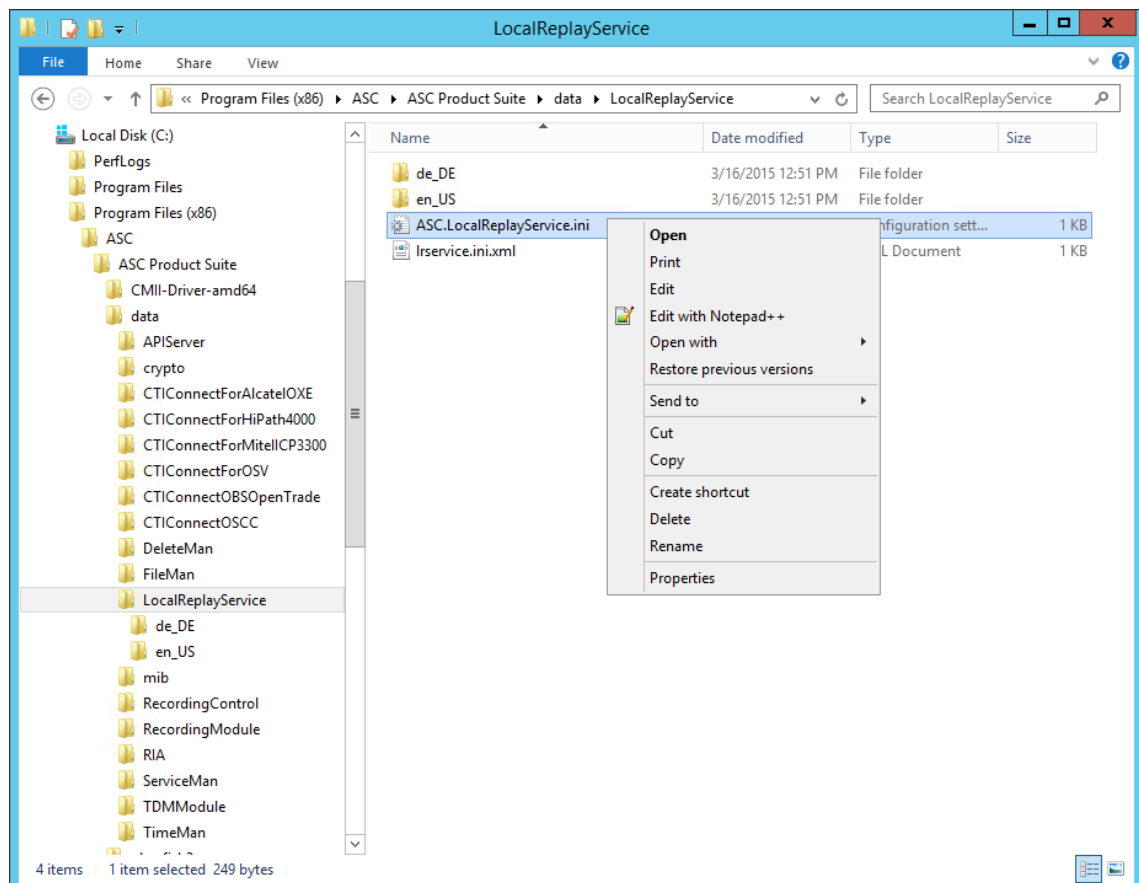 LocalReplayService
File Home Share View
« Program Files (x86) ASC ASC Product Suite data LocalReplayService Search LocalReplayService
Local Disk (C:)
PerfLogs
Program Files
Program Files (x86)
ASC
ASC Product Suite
CMII-Driver-amd64
data
APIServer
crypto
CTIConnectForAlcatelOXE
CTIConnectForHiPath4000
CTIConnectForMitelICP3300
CTIConnectForOSV
CTIConnectOBSOpenTrade
CTIConnectOSCC
DeleteMan
FileMan
LocalReplayService
de_DE
en_US
mib
RecordingControl
RecordingModule
RIA
ServiceMan
TDMModule
TimeMan
Name Date modified Type Size
de_DE 3/16/2015 12:51 PM File folder
en_US 3/16/2015 12:51 PM File folder
ASC.LocalReplayService.ini nfiguration sett... 1 KB
lrservice.ini.xml L Document 1 KB
Open
Print
Edit
Edit with Notepad++
Open with
Restore previous versions
Send to
Cut
Copy
Create shortcut
Delete
Rename
Properties
4 items 1 item selected 249 bytes